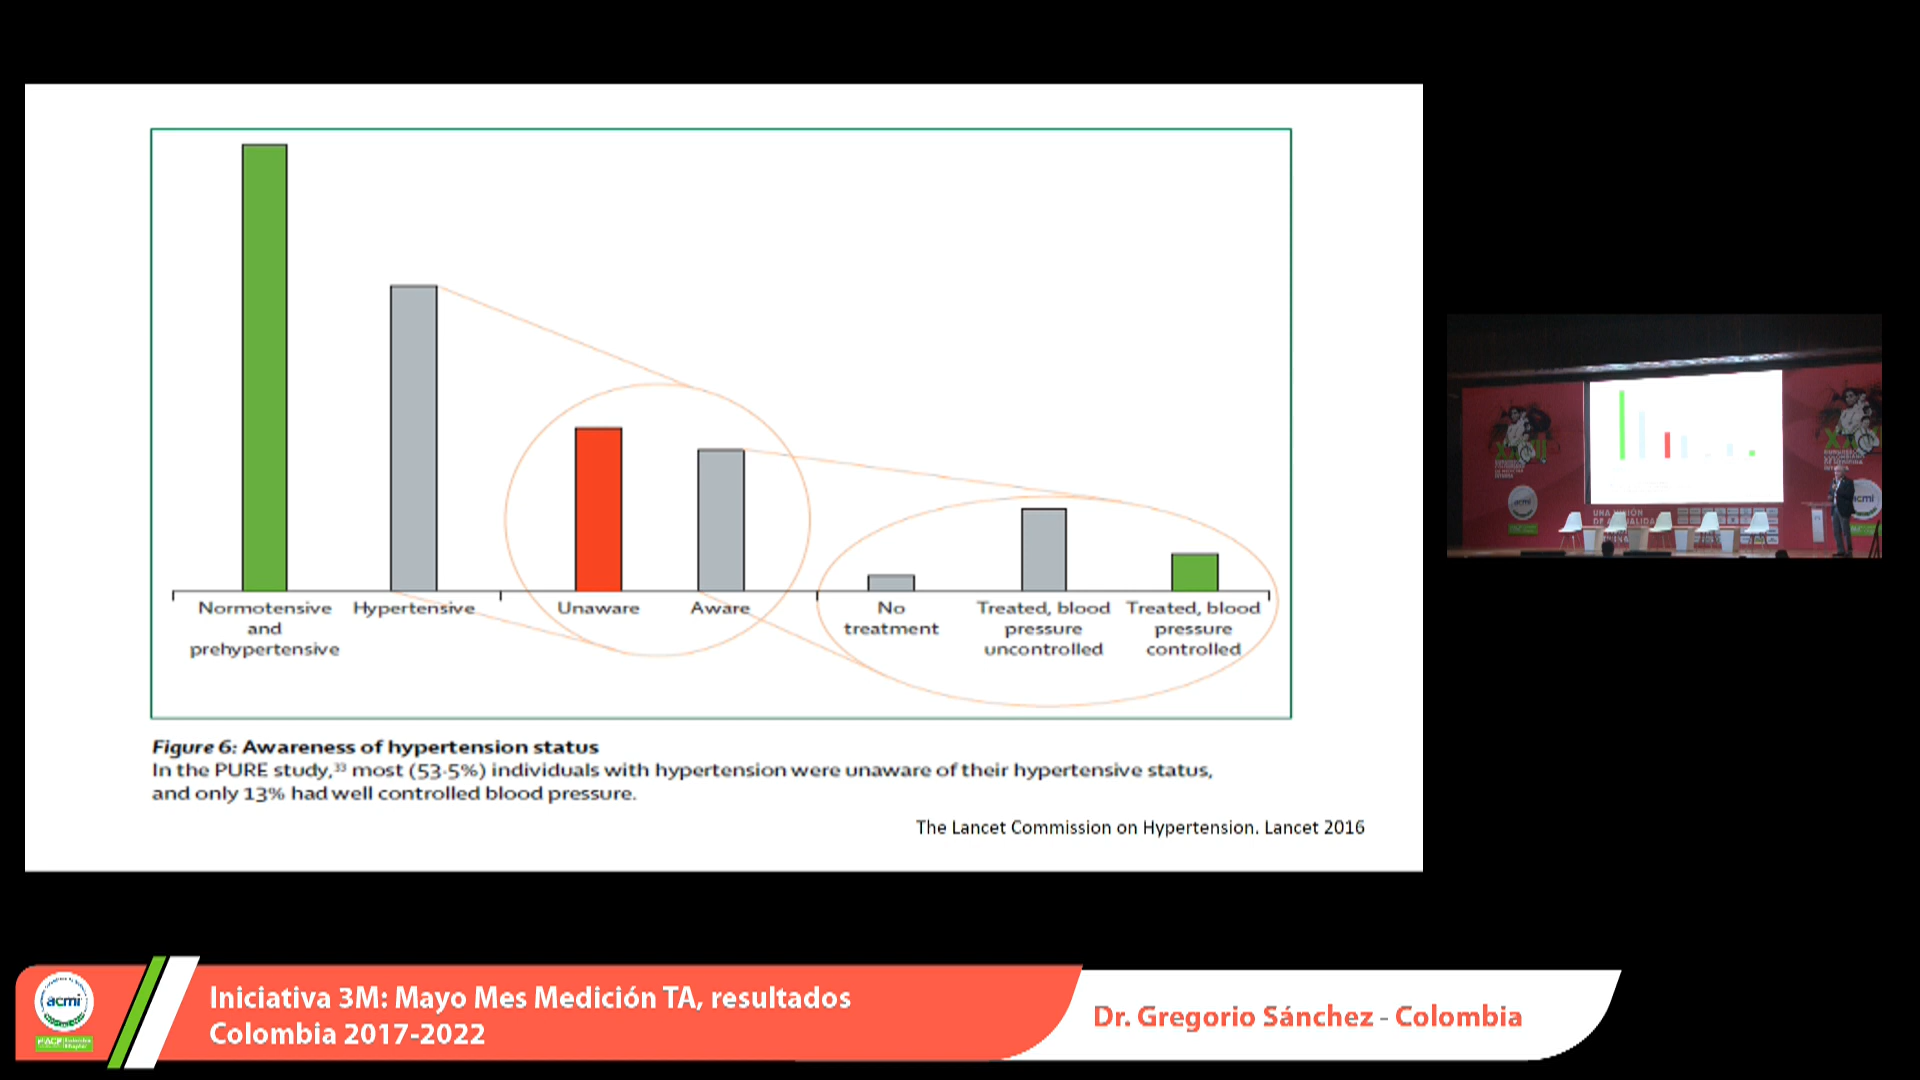 Normotensive
and
prehypertensive
Hypertensive
Unaware
Aware
No
treatment
Treated, blood
pressure
uncontrolled
Treated, blood
pressure
controlled
Figure 6: Awareness of hypertension status
In the PURE study,³³ most (53·5%) individuals with hypertension were unaware of their hypertensive status,
and only 13% had well controlled blood pressure.
The Lancet Commission on Hypertension. Lancet 2016
acmi
acmi
acmi
Iniciativa 3M: Mayo Mes Medición TA, resultados
Colombia 2017-2022
Dr. Gregorio Sánchez - Colombia